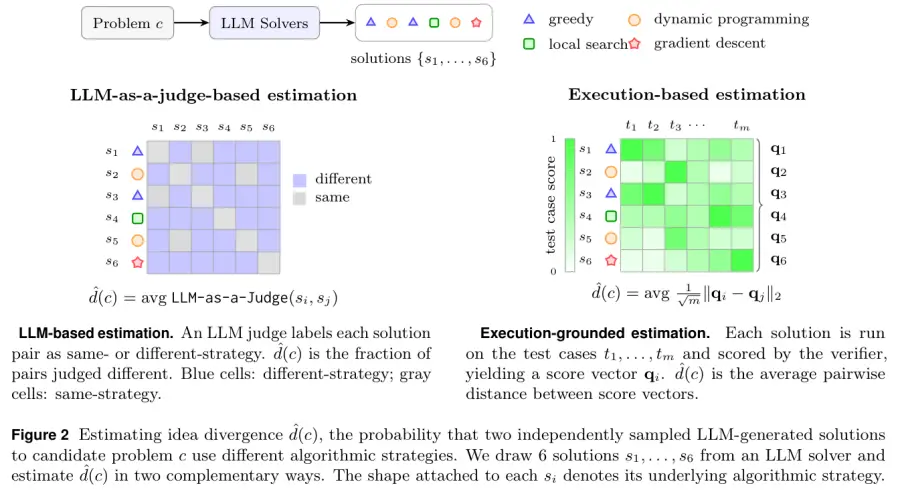 Problem c
LLM Solvers
solutions {s1, . . . , s6}
greedy
dynamic programming
local search
gradient descent
LLM-as-a-judge-based estimation
s1 s2 s3 s4 s5 s6
s1
s2
s3
s4
s5
s6
different
same
d̂(c) = avg LLM-as-a-Judge(si, sj)
LLM-based estimation. An LLM judge labels each solution
pair as same- or different-strategy. d̂(c) is the fraction of
pairs judged different. Blue cells: different-strategy; gray
cells: same-strategy.
Execution-based estimation
t1 t2 t3 · · · tm
1
test case score
0
s1 q1
s2 q2
s3 q3
s4 q4
s5 q5
s6 q6
d̂(c) = avg 1/√m ‖qi − qj‖2
Execution-grounded estimation. Each solution is run
on the test cases t1, . . . , tm and scored by the verifier,
yielding a score vector qi. d̂(c) is the average pairwise
distance between score vectors.
Figure 2 Estimating idea divergence d̂(c), the probability that two independently sampled LLM-generated solutions
to candidate problem c use different algorithmic strategies. We draw 6 solutions s1, . . . , s6 from an LLM solver and
estimate d̂(c) in two complementary ways. The shape attached to each si denotes its underlying algorithmic strategy.